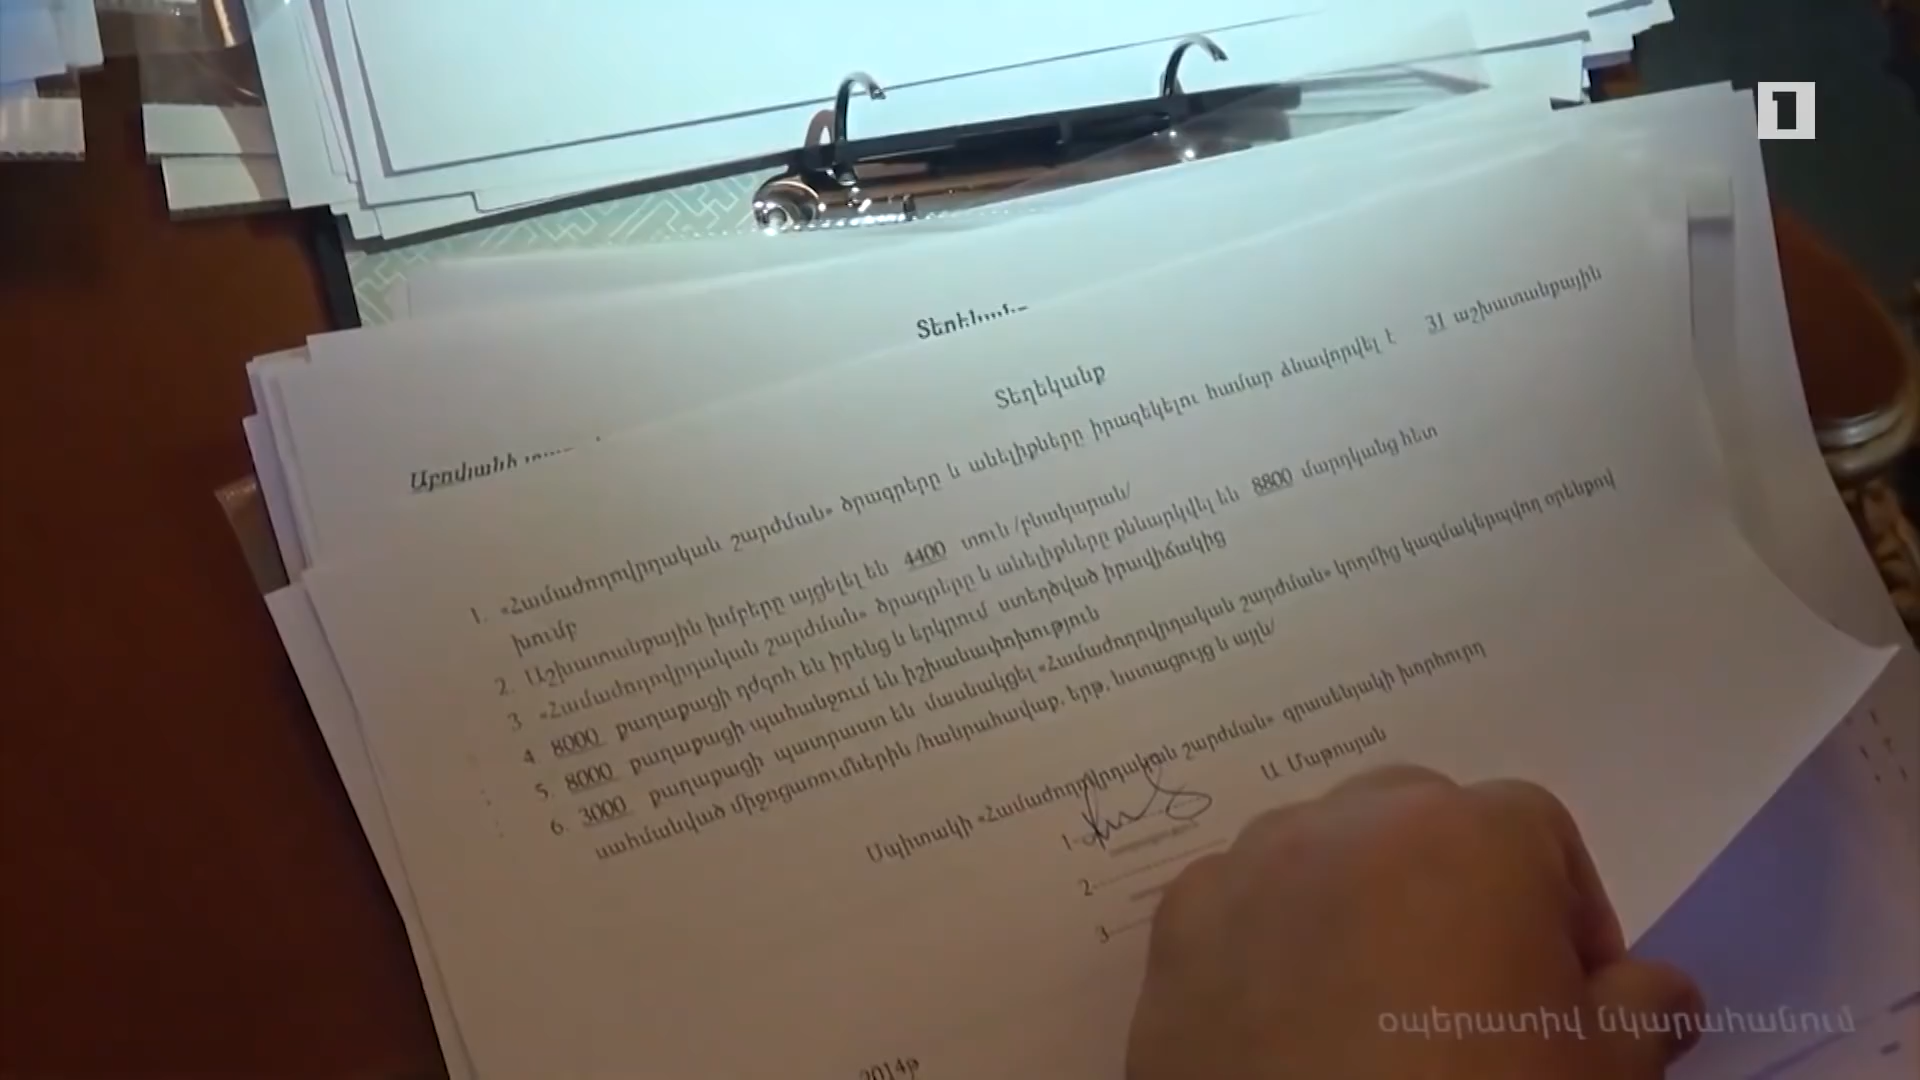 1
Տեղեկանք
1. «Համաժողովրդական շարժման» ծրագրերը և անելիքները իրազեկելու համար ձևավորվել է 31 աշխատանքային
խումբ
2. Աշխատանքային խմբերը այցելել են 4400 տուն /բնակարան/
3 «Համաժողովրդական շարժման» ծրագրերը և անելիքները քննարկվել են 8800 մարդկանց հետ
4 8000 քաղաքացի դժգոհ են իրենց և երկրում ստեղծված իրավիճակից
5. 8000 քաղաքացի պահանջում են իշխանափոխություն
6. 3000 քաղաքացի պատրաստ են մասնակցել «Համաժողովրդական շարժման» կողմից կազմակերպվող օրենքով
սահմանված միջոցառումներին /հանրահավաք, երթ, նստացույց և այլն/
Սպիտակի «Համաժողովրդական շարժման» գրասենյակի խորհուրդ
1- Ա Մաթոսյան
2
3
2014թ
օպերատիվ նկարահանում